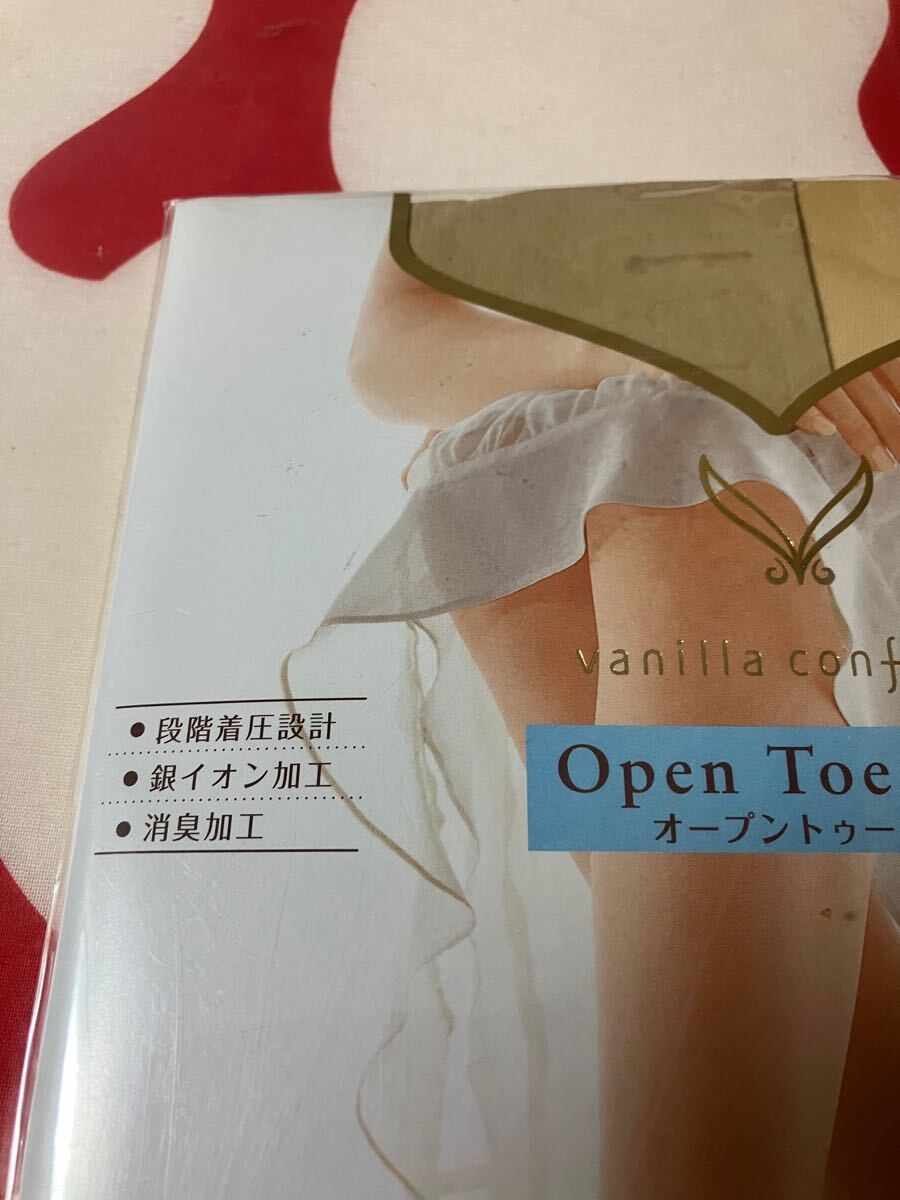 vanilla conf
Open Toe
オープントゥー
● 段階着圧設計
● 銀イオン加工
● 消臭加工